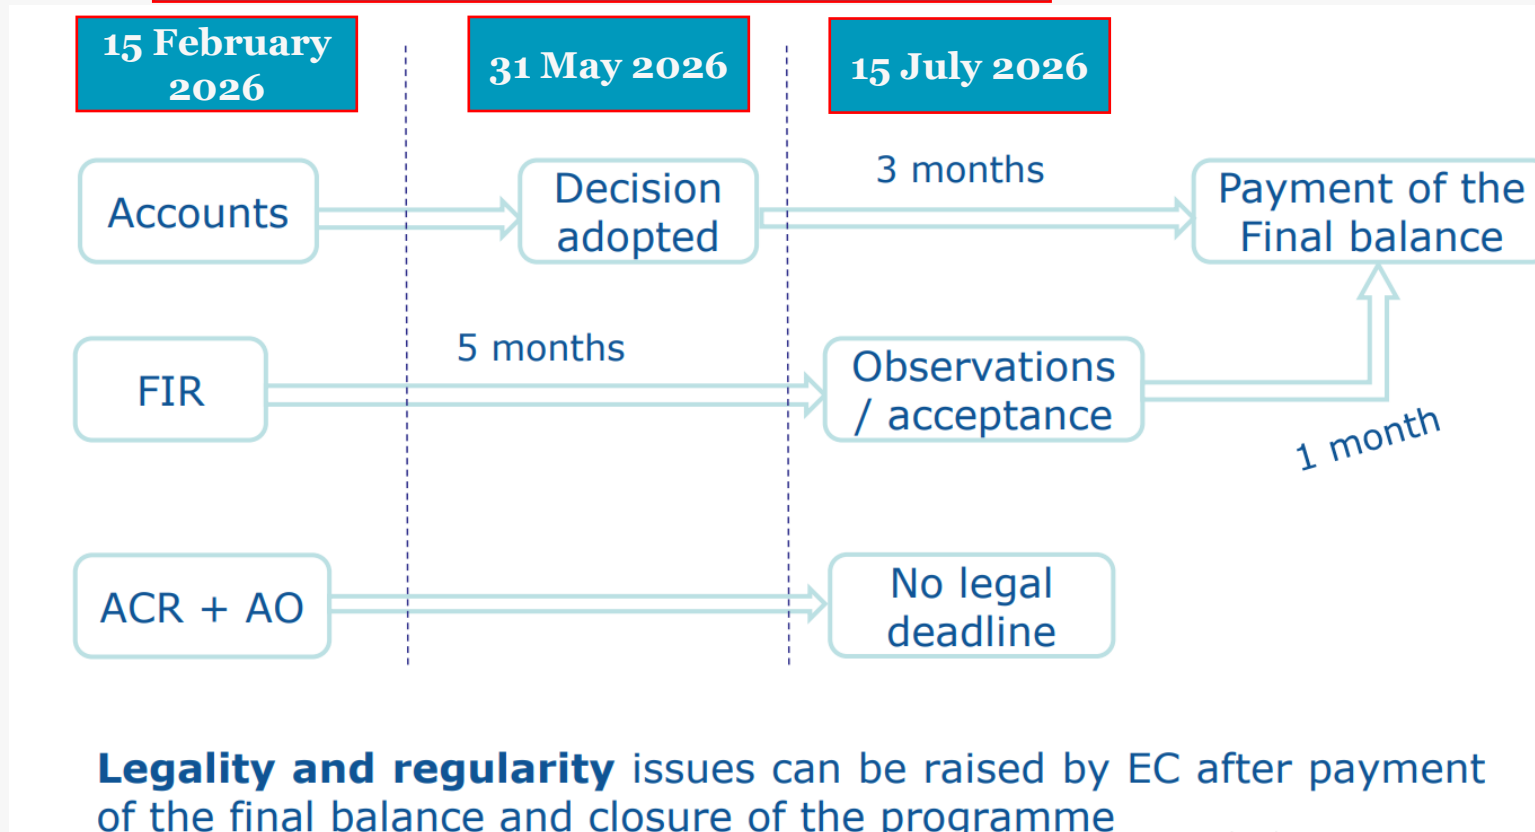 15 February
2026
31 May 2026
15 July 2026
Accounts
Decision
adopted
3 months
Payment of the
Final balance
FIR
5 months
Observations
/ acceptance
1 month
ACR + AO
No legal
deadline
Legality and regularity issues can be raised by EC after payment
of the final balance and closure of the programme